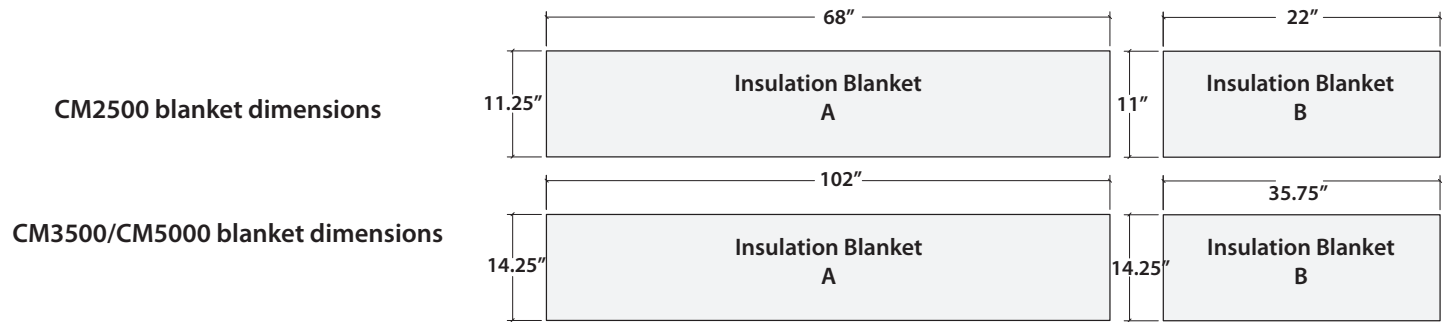 68″
22″
CM2500 blanket dimensions
11.25″
Insulation Blanket
A
11″
Insulation Blanket
B
102″
35.75″
CM3500/CM5000 blanket dimensions
14.25″
Insulation Blanket
A
14.25″
Insulation Blanket
B